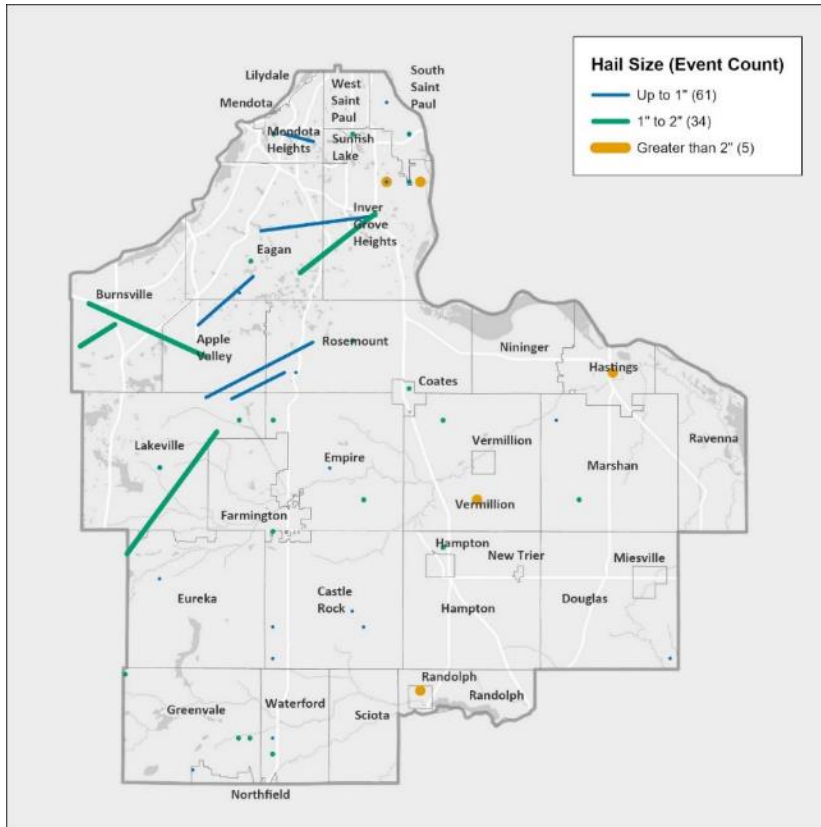 Hail Size (Event Count)
Up to 1" (61)
1" to 2" (34)
Greater than 2" (5)
Lilydale
West
Saint
Paul
South
Saint
Paul
Mendota
Mendota
Heights
Sunfish
Lake
Inver
Grove
Heights
Eagan
Burnsville
Apple
Valley
Rosemount
Nininger
Hastings
Coates
Ravenna
Lakeville
Empire
Vermillion
Marshan
Farmington
Vermillion
Hampton
New Trier
Miesville
Eureka
Castle
Rock
Hampton
Douglas
Randolph
Randolph
Greenvale
Waterford
Sciota
Northfield